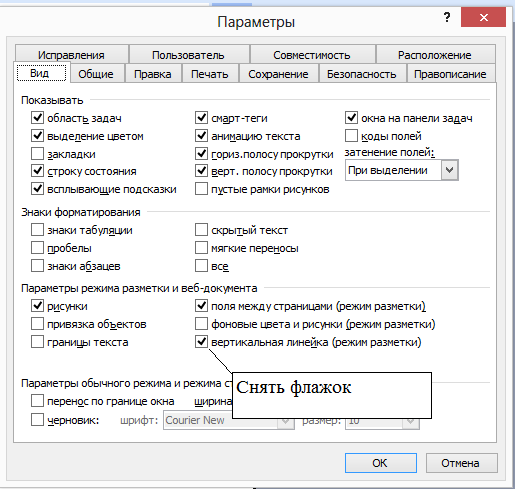 Параметры
?
Исправления Пользователь Совместимость Расположение
Вид Общие Правка Печать Сохранение Безопасность Правописание
Показывать
область задач смарт-теги окна на панели задач
выделение цветом анимацию текста коды полей
закладки гориз.полосу прокрутки затенение полей:
строку состояния верт. полосу прокрутки При выделении
всплывающие подсказки пустые рамки рисунков
Знаки форматирования
знаки табуляции скрытый текст
пробелы мягкие переносы
знаки абзацев все
Параметры режима разметки и веб-документа
рисунки поля между страницами (режим разметки)
привязка объектов фоновые цвета и рисунки (режим разметки)
границы текста вертикальная линейка (режим разметки)
Снять флажок
Параметры обычного режима и режима ст
перенос по границе окна ширина
черновик: шрифт: Courier New размер: 10
ОК Отмена